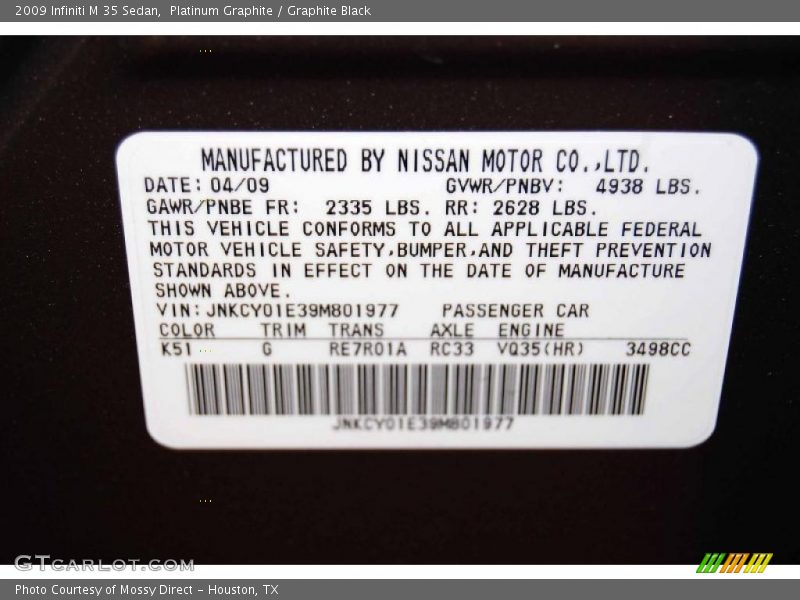 2009 Infiniti M 35 Sedan,  Platinum Graphite / Graphite Black
MANUFACTURED BY NISSAN MOTOR CO.,LTD.
DATE: 04/09 GVWR/PNBV: 4938 LBS.
GAWR/PNBE FR: 2335 LBS. RR: 2628 LBS.
THIS VEHICLE CONFORMS TO ALL APPLICABLE FEDERAL
MOTOR VEHICLE SAFETY,BUMPER,AND THEFT PREVENTION
STANDARDS IN EFFECT ON THE DATE OF MANUFACTURE
SHOWN ABOVE.
VIN: JNKCY01E39M801977 PASSENGER CAR
COLOR TRIM TRANS AXLE ENGINE
K51 G RE7R01A RC33 VQ35(HR) 3498CC
JNKCY01E39M801977
GTCARLOT.COM
Photo Courtesy of Mossy Direct - Houston, TX